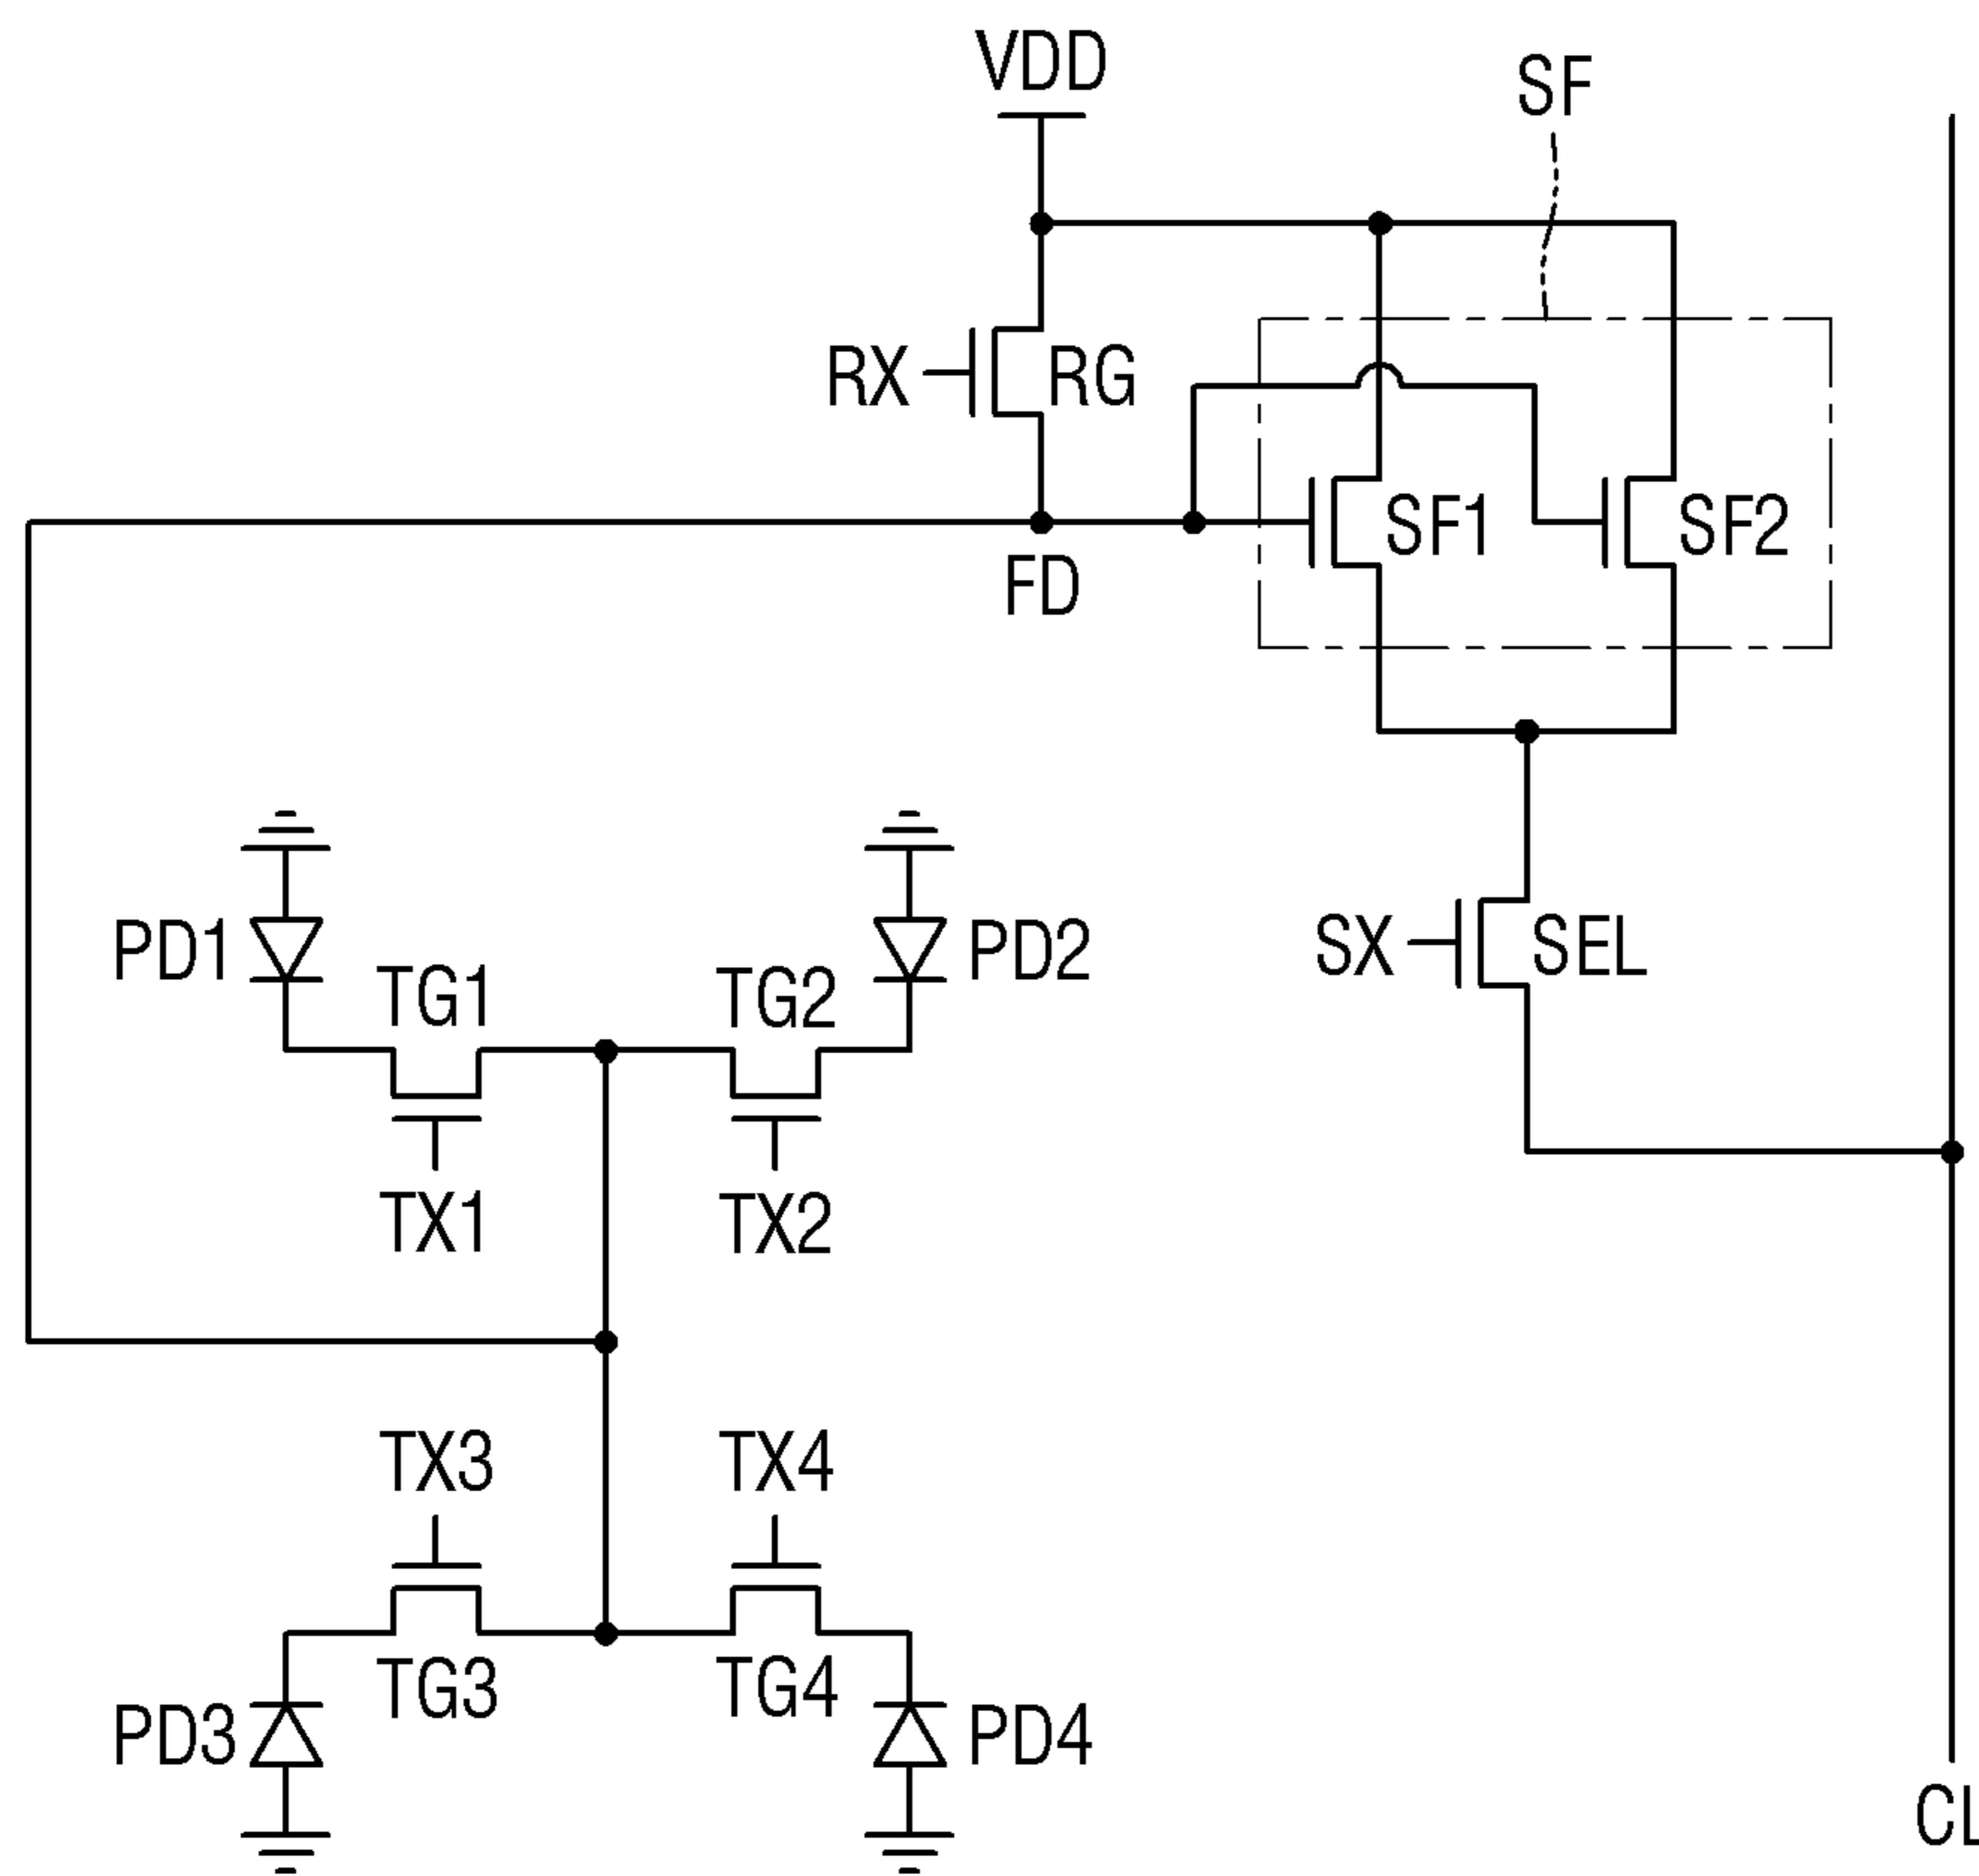 VDD
SF
RX
RG
SF1
SF2
FD
PD1
TG1
TG2
PD2
SX
SEL
TX1
TX2
TX3
TX4
PD3
TG3
TG4
PD4
CL